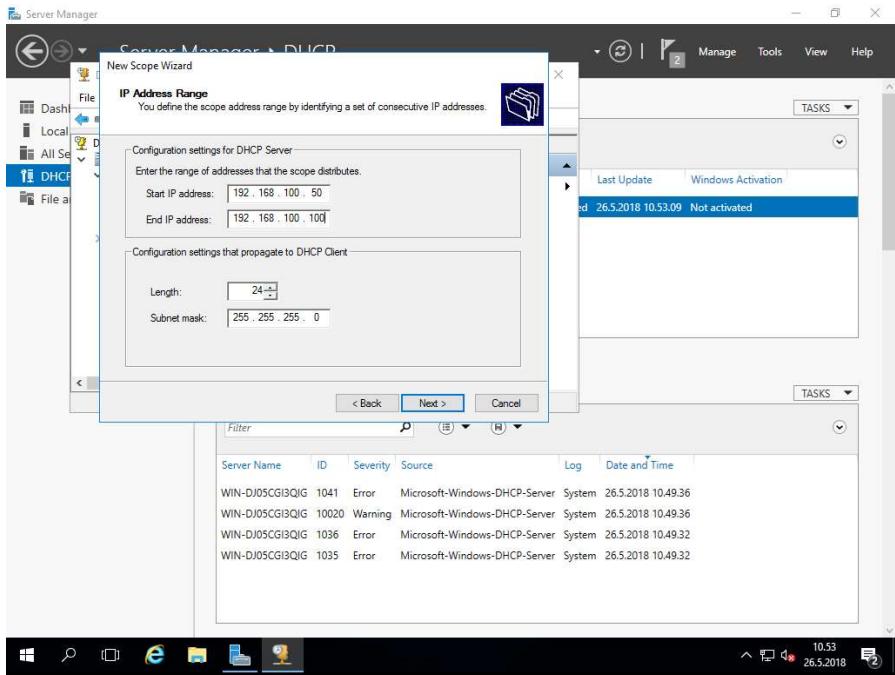 Server Manager
Server Manager • DHCP
2
Manage Tools View Help
New Scope Wizard
IP Address Range
You define the scope address range by identifying a set of consecutive IP addresses.
File
Dash
Local
All Se
DHCP
File a
D
TASKS
Configuration settings for DHCP Server
Enter the range of addresses that the scope distributes.
Start IP address: 192 . 168 . 100 . 50
End IP address: 192 . 168 . 100 . 100
Configuration settings that propagate to DHCP Client
Length: 24
Subnet mask: 255 . 255 . 255 . 0
< Back Next > Cancel
Last Update Windows Activation
ed 26.5.2018 10.53.09 Not activated
TASKS
Filter
Server Name ID Severity Source Log Date and Time
WIN-DJ05CGI3QIG 1041 Error Microsoft-Windows-DHCP-Server System 26.5.2018 10.49.36
WIN-DJ05CGI3QIG 10020 Warning Microsoft-Windows-DHCP-Server System 26.5.2018 10.49.36
WIN-DJ05CGI3QIG 1036 Error Microsoft-Windows-DHCP-Server System 26.5.2018 10.49.32
WIN-DJ05CGI3QIG 1035 Error Microsoft-Windows-DHCP-Server System 26.5.2018 10.49.32
10.53
26.5.2018
2